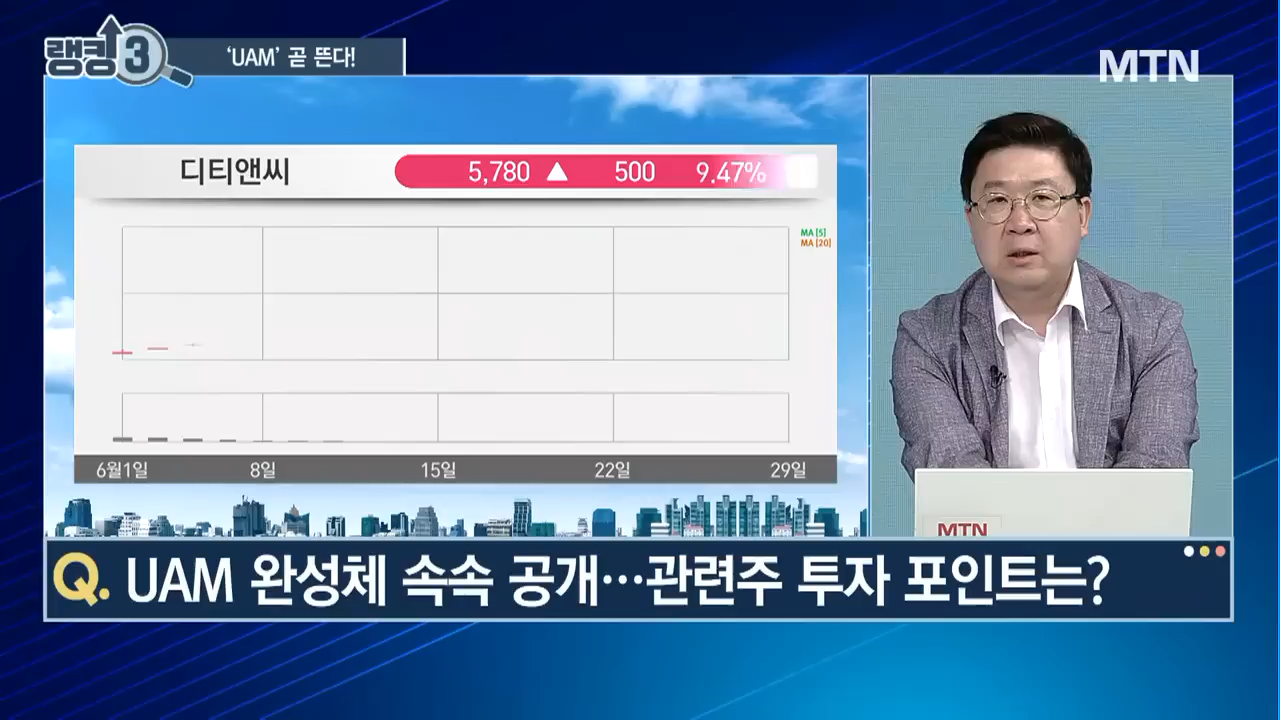 랭킹3
‘UAM’ 곧 뜬다!
MTN
디티앤씨 5,780 ▲ 500 9.47%
MA [5]
MA [20]
6월1일 8일 15일 22일 29일
MTN
Q. UAM 완성체 속속 공개…관련주 투자 포인트는?